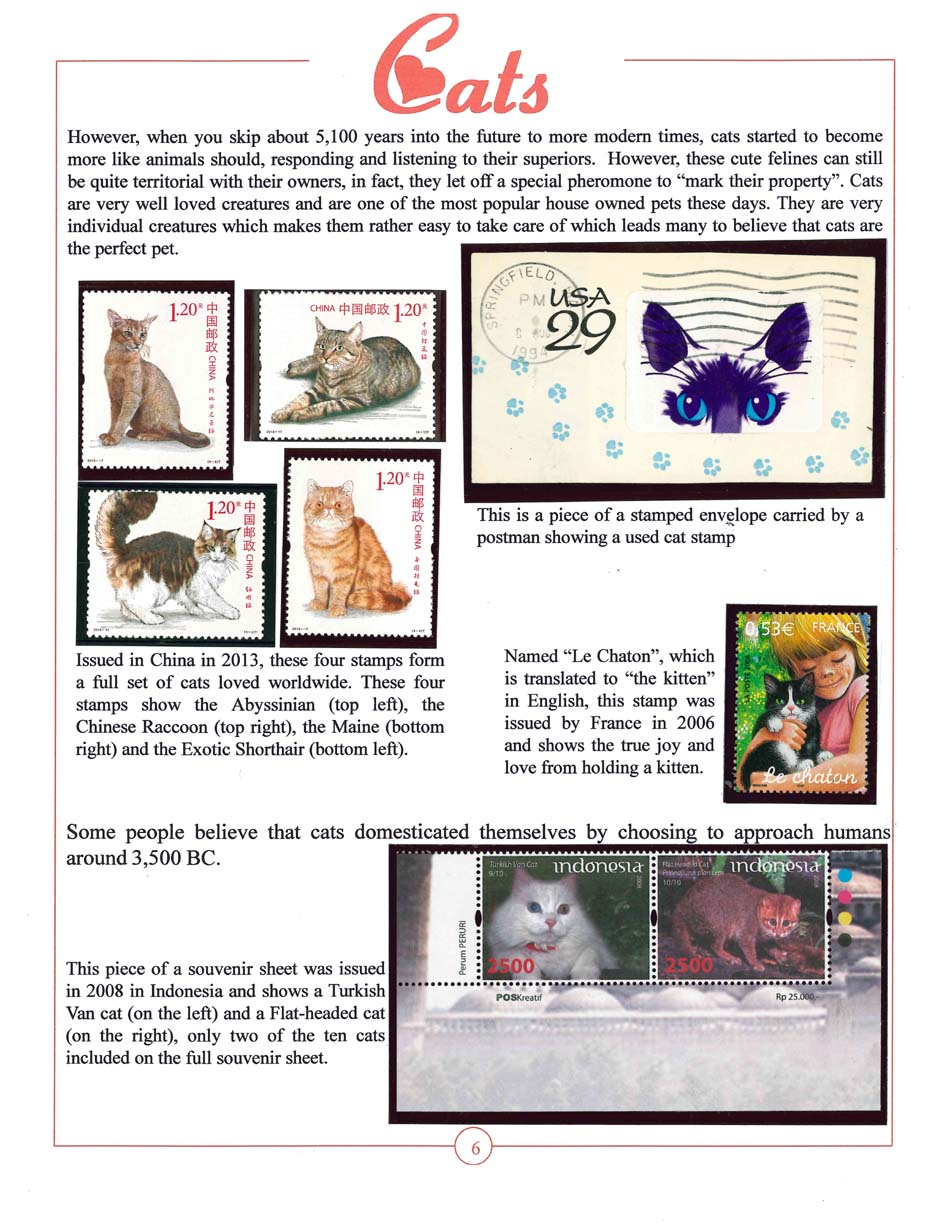 Cats
However, when you skip about 5,100 years into the future to more modern times, cats started to become
more like animals should, responding and listening to their superiors. However, these cute felines can still
be quite territorial with their owners, in fact, they let off a special pheromone to “mark their property”. Cats
are very well loved creatures and are one of the most popular house owned pets these days. They are very
individual creatures which makes them rather easy to take care of which leads many to believe that cats are
the perfect pet.
1.20元
中国邮政 CHINA
CHINA 中国邮政 1.20元
1.20元
中国邮政 CHINA
1.20元
中国邮政 CHINA
SPRINGFIELD,
PM
1994
USA
29
This is a piece of a stamped envelope carried by a
postman showing a used cat stamp
Issued in China in 2013, these four stamps form
a full set of cats loved worldwide. These four
stamps show the Abyssinian (top left), the
Chinese Raccoon (top right), the Maine (bottom
right) and the Exotic Shorthair (bottom left).
Named “Le Chaton”, which
is translated to “the kitten”
in English, this stamp was
issued by France in 2006
and shows the true joy and
love from holding a kitten.
0,53€ FRANCE
Le chaton
Some people believe that cats domesticated themselves by choosing to approach humans
around 3,500 BC.
Perum PERURI
Turkish Van Cat
9/10
indonesia
2008
2500
Flat Headed Cat
Prionailurus planiceps
10/10
indonesia
2008
2500
POSKreatif
Rp 25.000,-
This piece of a souvenir sheet was issued
in 2008 in Indonesia and shows a Turkish
Van cat (on the left) and a Flat-headed cat
(on the right), only two of the ten cats
included on the full souvenir sheet.
6